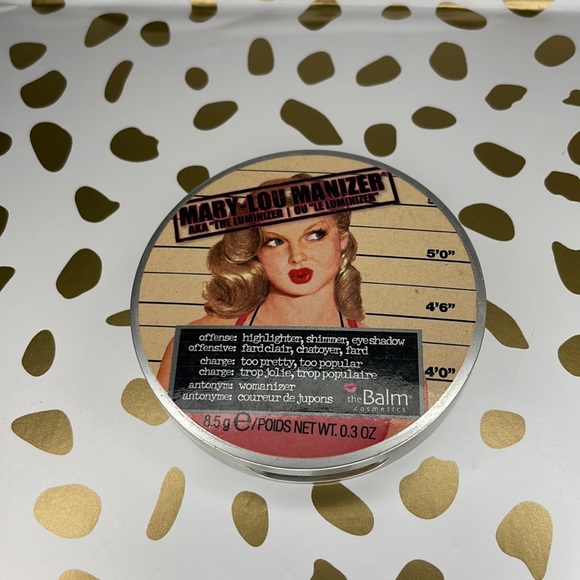 MARY-LOU MANIZER®
AKA "THE LUMINIZER | OU "LE LUMINIZER"
5'0"
4'6"
4'0"
offense: highlighter, shimmer, eyeshadow
offensive: fard clair, chatoyer, fard
charge: too pretty, too popular
charge: trop jolie, trop populaire
antonym: womanizer
antonyme: coureur de jupons
theBalm®
cosmetics
8.5 g ℮/POIDS NET WT. 0.3 OZ